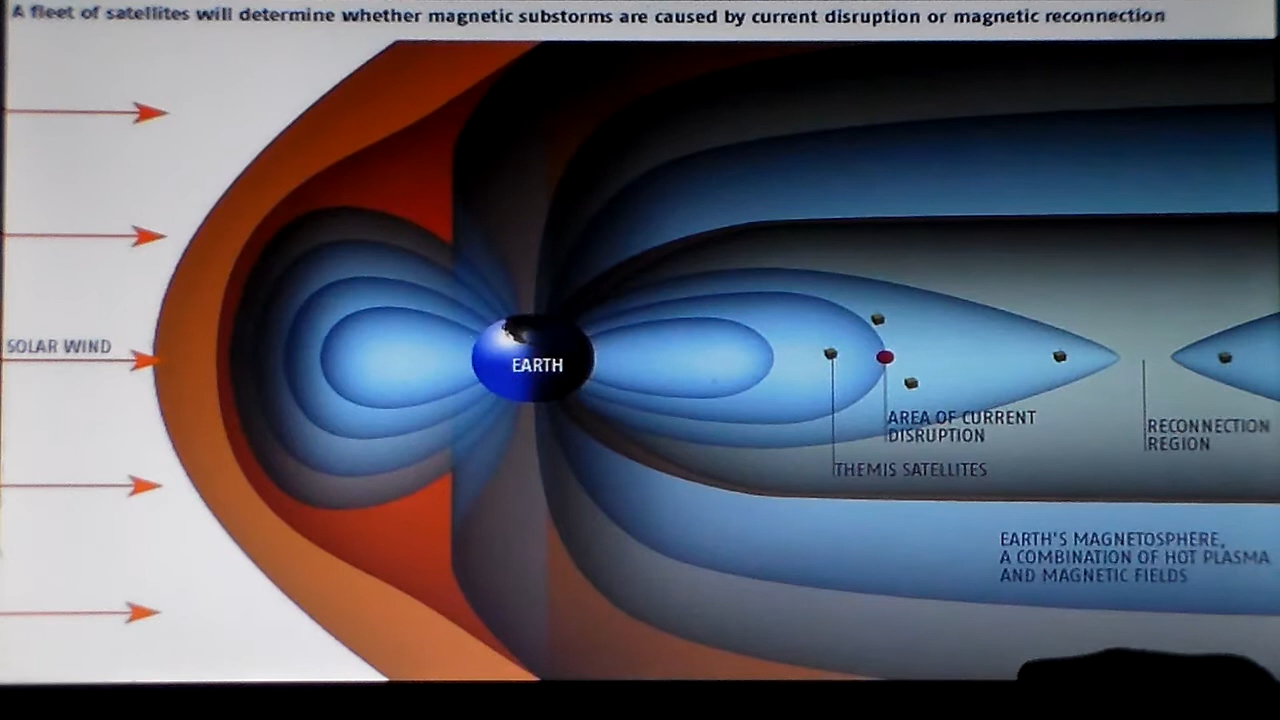 A fleet of satellites will determine whether magnetic substorms are caused by current disruption or magnetic reconnection
SOLAR WIND
EARTH
AREA OF CURRENT
DISRUPTION
THEMIS SATELLITES
RECONNECTION
REGION
EARTH'S MAGNETOSPHERE,
A COMBINATION OF HOT PLASMA
AND MAGNETIC FIELDS